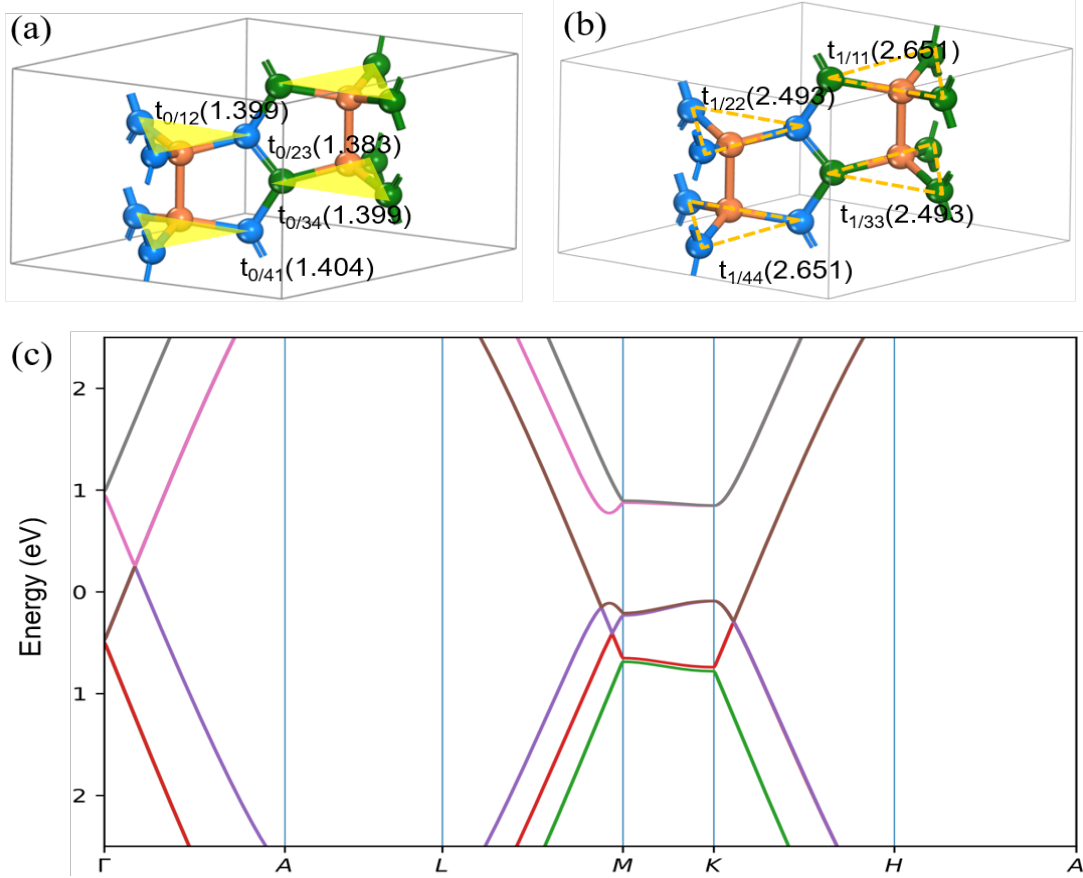 (a)
t0/12(1.399)
t0/23(1.383)
t0/34(1.399)
t0/41(1.404)
(b)
t1/11(2.651)
t1/22(2.493)
t1/33(2.493)
t1/44(2.651)
(c)
Energy (eV)
2
1
0
1
2
Γ A L M K H A